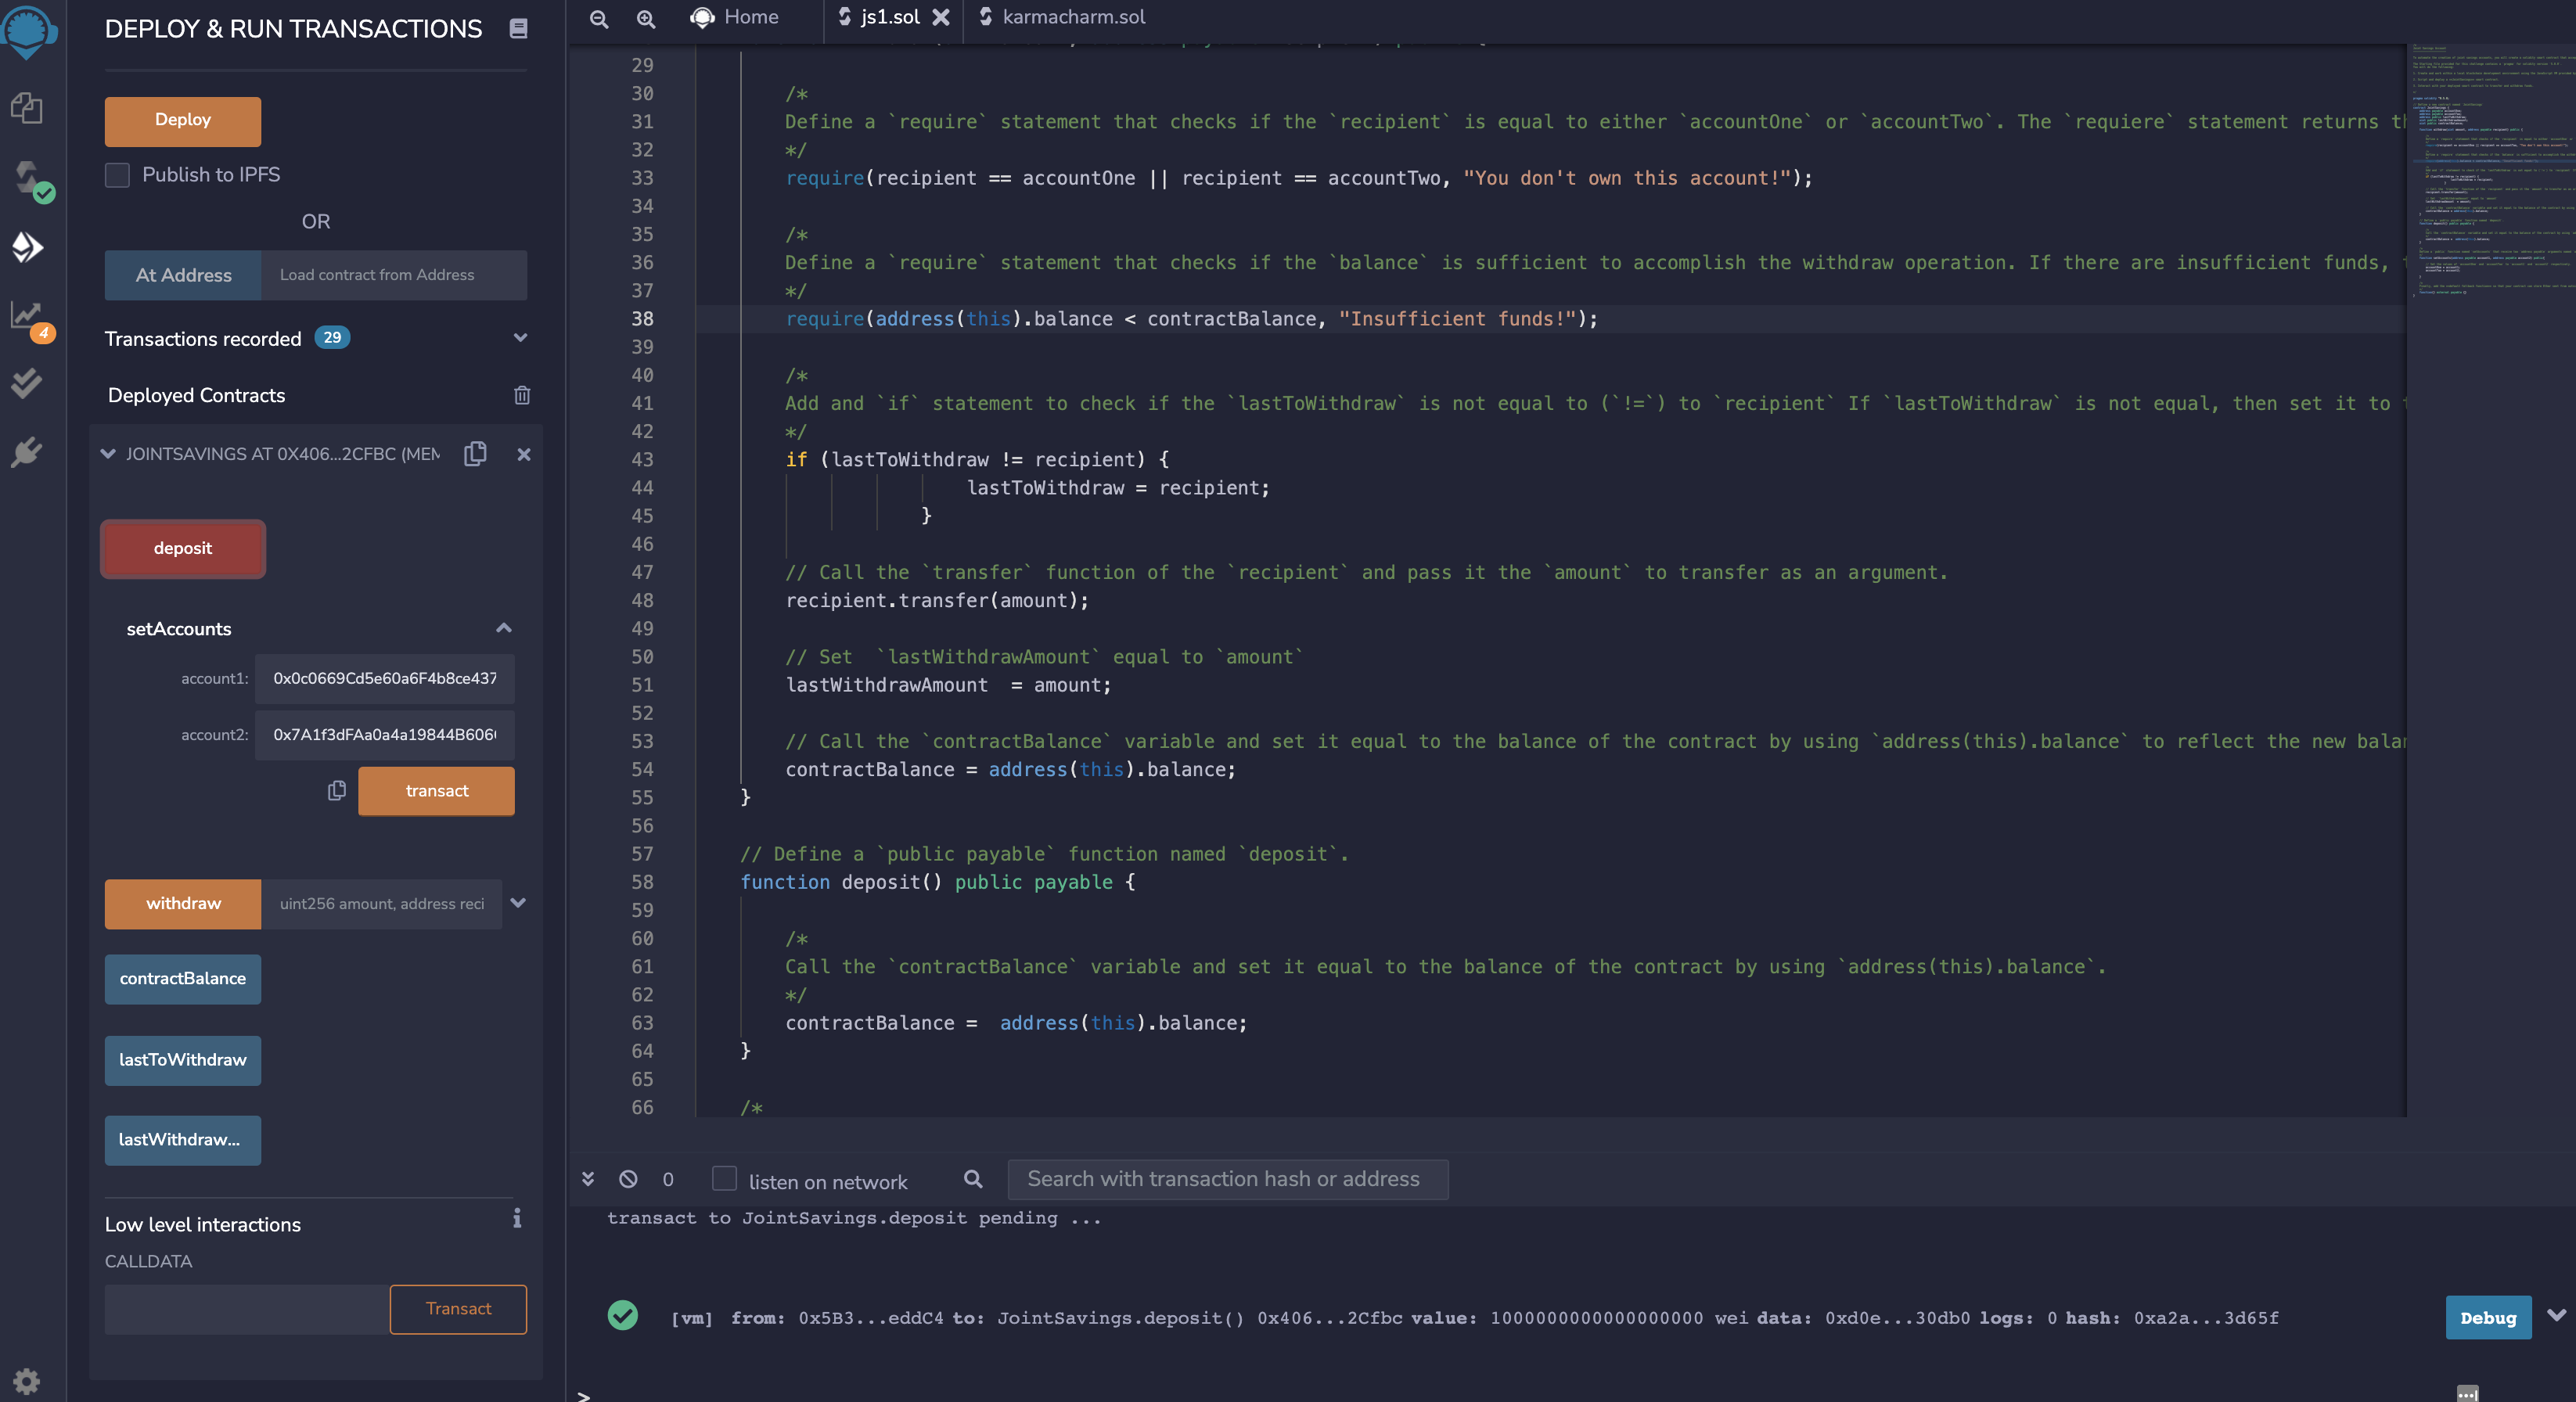 DEPLOY & RUN TRANSACTIONS
Deploy
Publish to IPFS
OR
At Address
Load contract from Address
Transactions recorded 29
Deployed Contracts
JOINTSAVINGS AT 0X406...2CFBC (MEM
deposit
setAccounts
account1: 0x0c0669Cd5e60a6F4b8ce437
account2: 0x7A1f3dFAa0a4a19844B606
transact
withdraw
uint256 amount, address reci
contractBalance
lastToWithdraw
lastWithdraw...
Low level interactions
i
CALLDATA
Transact
4
Home
js1.sol
karmacharm.sol
29
30 /*
31 Define a `require` statement that checks if the `recipient` is equal to either `accountOne` or `accountTwo`. The `requiere` statement returns t
32 */
33 require(recipient == accountOne || recipient == accountTwo, "You don't own this account!");
34
35 /*
36 Define a `require` statement that checks if the `balance` is sufficient to accomplish the withdraw operation. If there are insufficient funds,
37 */
38 require(address(this).balance < contractBalance, "Insufficient funds!");
39
40 /*
41 Add and `if` statement to check if the `lastToWithdraw` is not equal to (`!=`) to `recipient` If `lastToWithdraw` is not equal, then set it to
42 */
43 if (lastToWithdraw != recipient) {
44 lastToWithdraw = recipient;
45 }
46
47 // Call the `transfer` function of the `recipient` and pass it the `amount` to transfer as an argument.
48 recipient.transfer(amount);
49
50 // Set  `lastWithdrawAmount` equal to `amount`
51 lastWithdrawAmount  = amount;
52
53 // Call the `contractBalance` variable and set it equal to the balance of the contract by using `address(this).balance` to reflect the new balan
54 contractBalance = address(this).balance;
55 }
56
57 // Define a `public payable` function named `deposit`.
58 function deposit() public payable {
59
60 /*
61 Call the `contractBalance` variable and set it equal to the balance of the contract by using `address(this).balance`.
62 */
63 contractBalance =  address(this).balance;
64 }
65
66 /*
0 listen on network
Search with transaction hash or address
transact to JointSavings.deposit pending ...
[vm] from: 0x5B3...eddC4 to: JointSavings.deposit() 0x406...2Cfbc value: 1000000000000000000 wei data: 0xd0e...30db0 logs: 0 hash: 0xa2a...3d65f
Debug
>